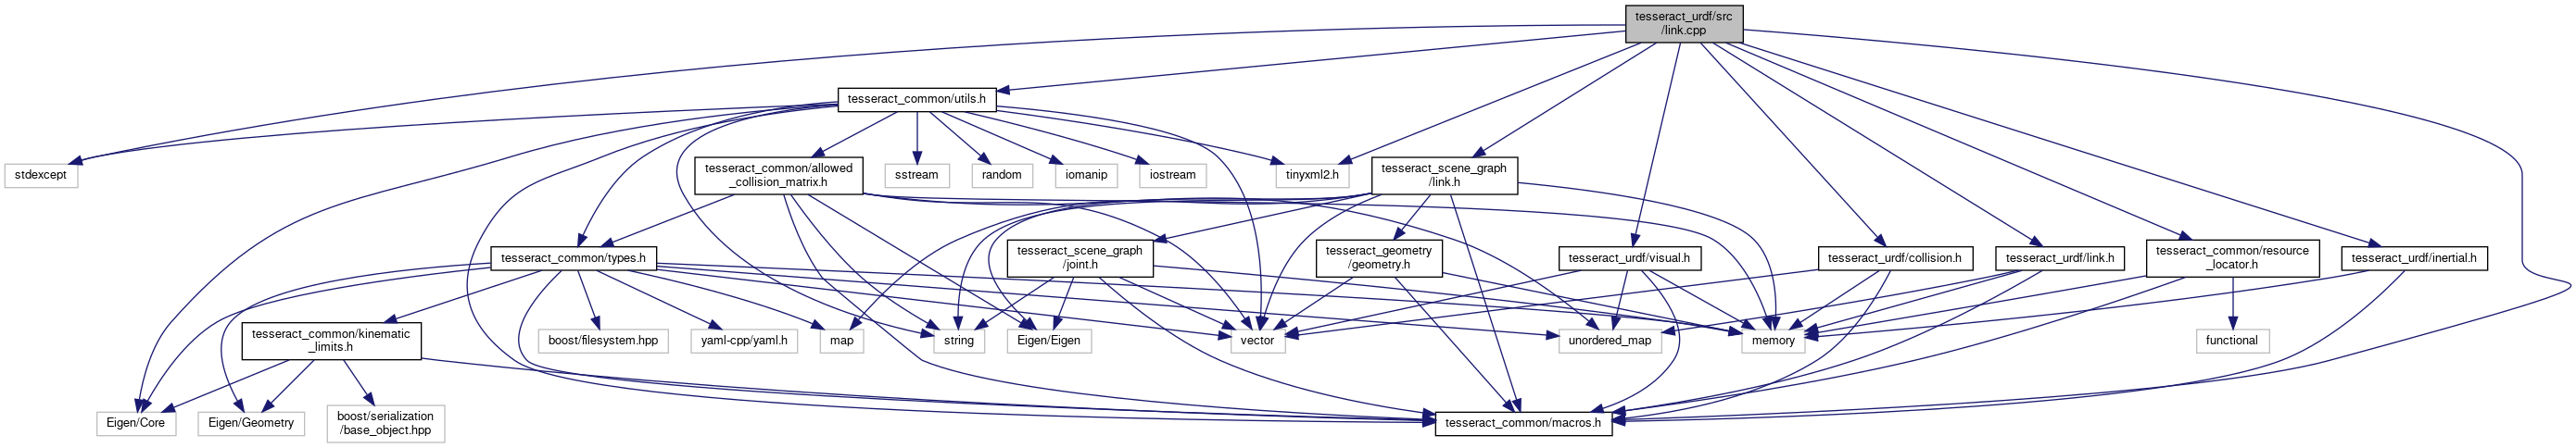 tesseract_urdf/src
/link.cpp
tesseract_common/utils.h
stdexcept
tesseract_common/allowed
_collision_matrix.h
sstream
random
iomanip
iostream
tinyxml2.h
tesseract_scene_graph
/link.h
tesseract_common/types.h
tesseract_scene_graph
/joint.h
tesseract_geometry
/geometry.h
tesseract_urdf/visual.h
tesseract_urdf/collision.h
tesseract_urdf/link.h
tesseract_common/resource
_locator.h
tesseract_urdf/inertial.h
tesseract_common/kinematic
_limits.h
boost/filesystem.hpp
yaml-cpp/yaml.h
map
string
Eigen/Eigen
vector
unordered_map
memory
functional
Eigen/Core
Eigen/Geometry
boost/serialization
/base_object.hpp
tesseract_common/macros.h